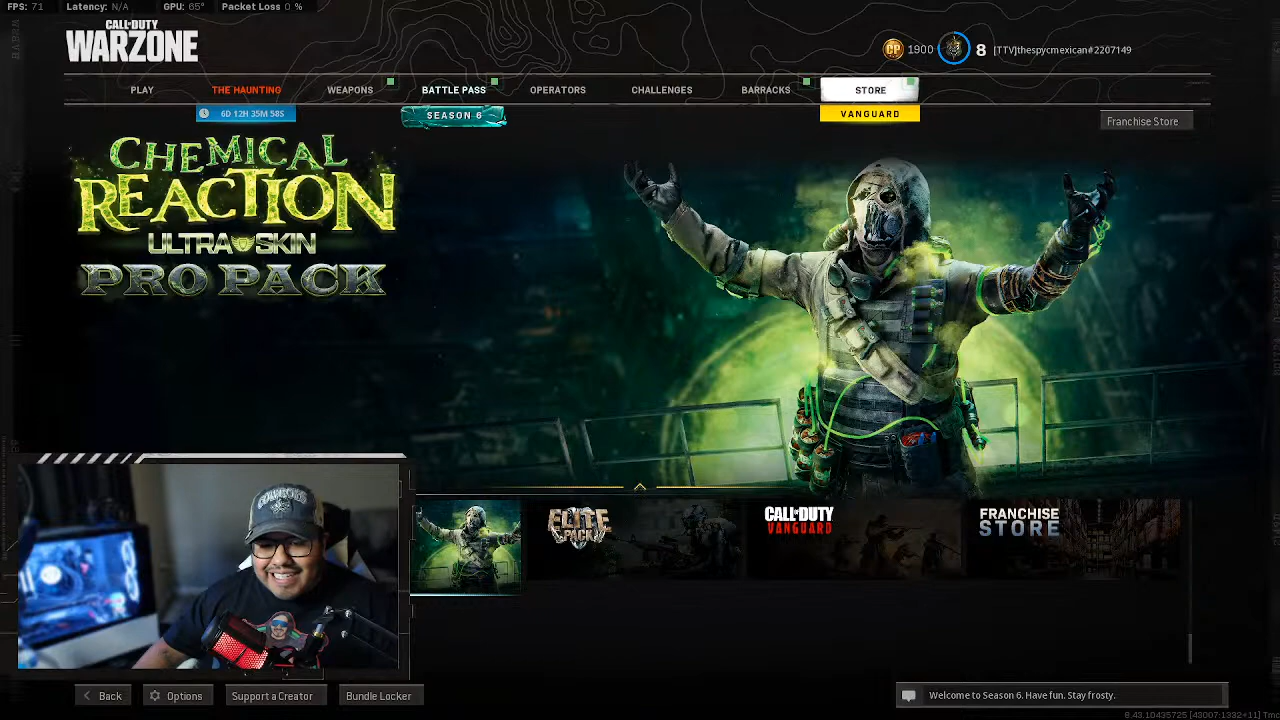 FPS: 71 Latency: N/A GPU: 65° Packet Loss 0 %
CALL OF DUTY
WARZONE
CP 1900 8 [TTV]thespycmexican#2207149
PLAY THE HAUNTING WEAPONS BATTLE PASS OPERATORS CHALLENGES BARRACKS STORE
6D 12H 35M 58S SEASON 6 VANGUARD
Franchise Store
CHEMICAL
REACTION
ULTRA SKIN
PRO PACK
ELITE
PACK
CALL OF DUTY
VANGUARD
FRANCHISE
STORE
COWBOYS
Back Options Support a Creator Bundle Locker
Welcome to Season 6. Have fun. Stay frosty.